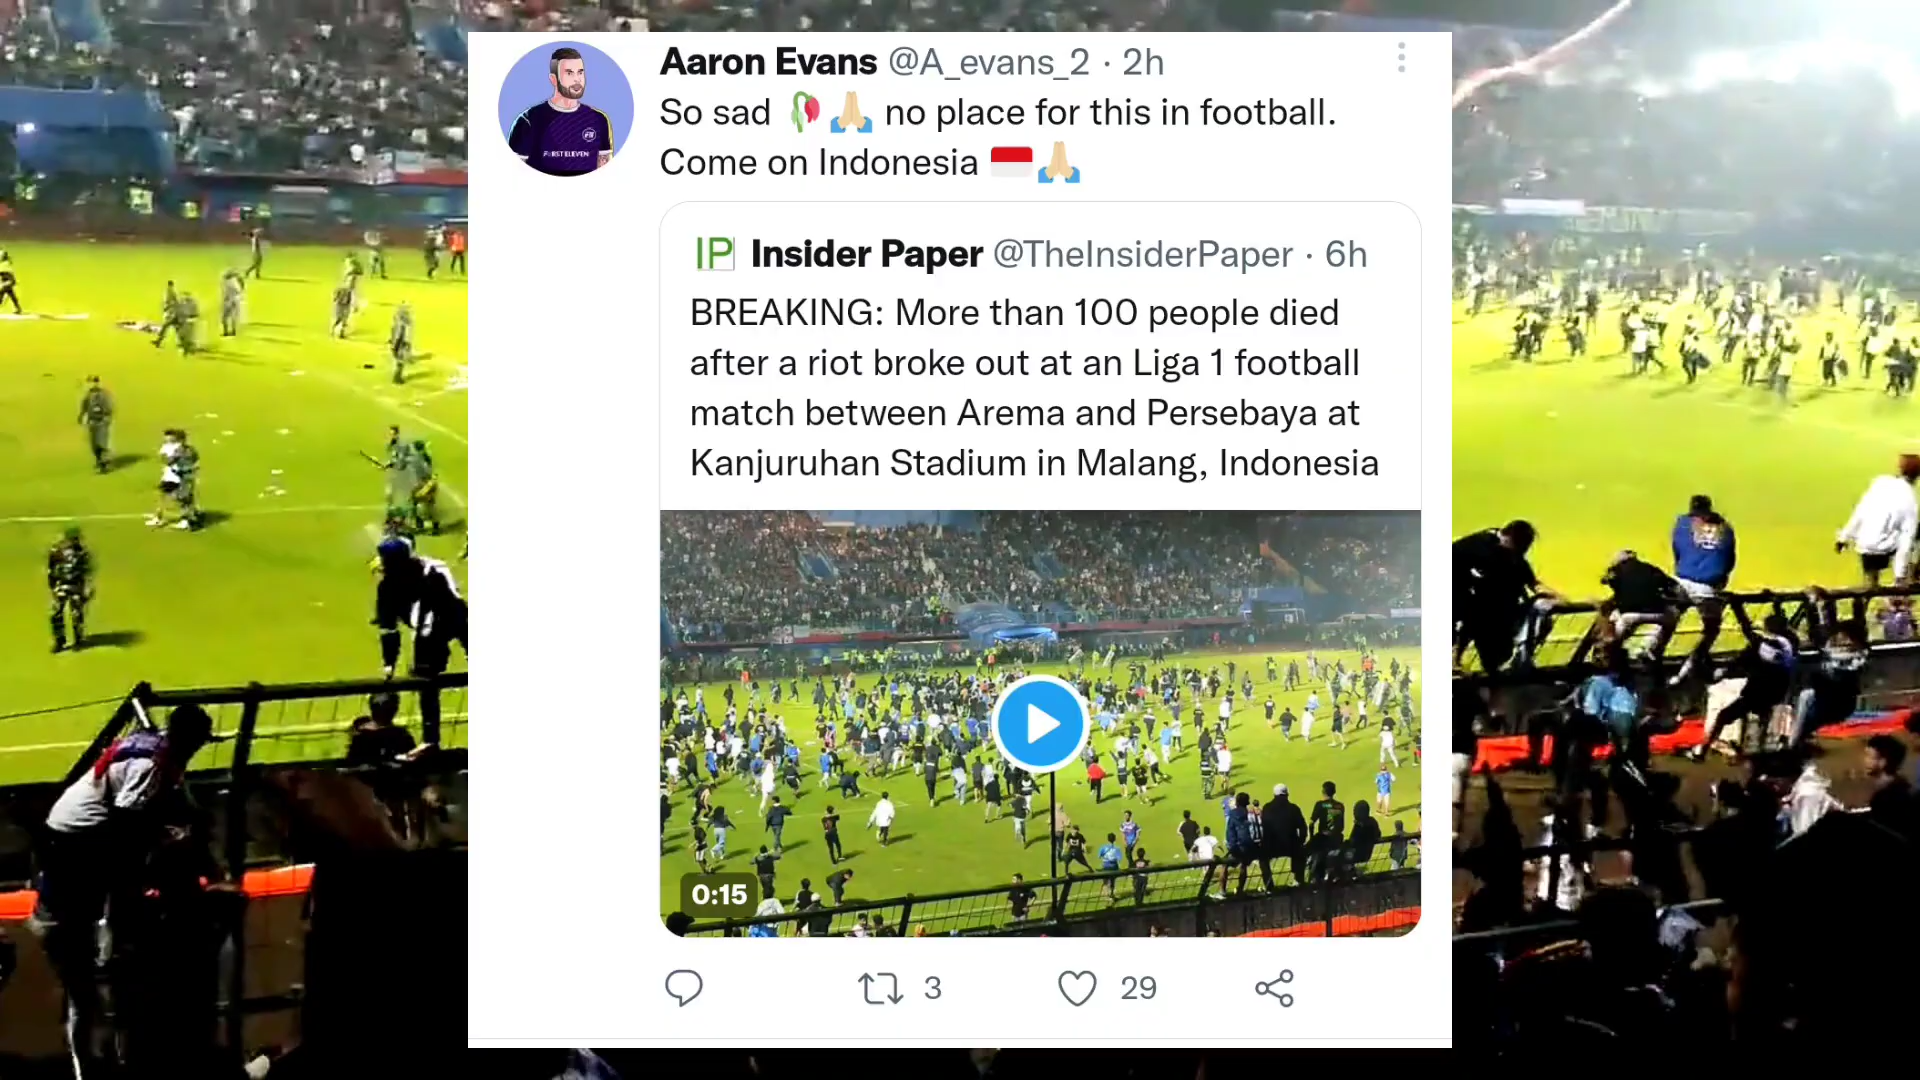 Aaron Evans @A_evans_2 · 2h
So sad 🥀🙏🏼 no place for this in football.
Come on Indonesia 🇮🇩🙏🏼
IP Insider Paper @TheInsiderPaper · 6h
BREAKING: More than 100 people died
after a riot broke out at an Liga 1 football
match between Arema and Persebaya at
Kanjuruhan Stadium in Malang, Indonesia
0:15
3 29
F1RST ELEVEN